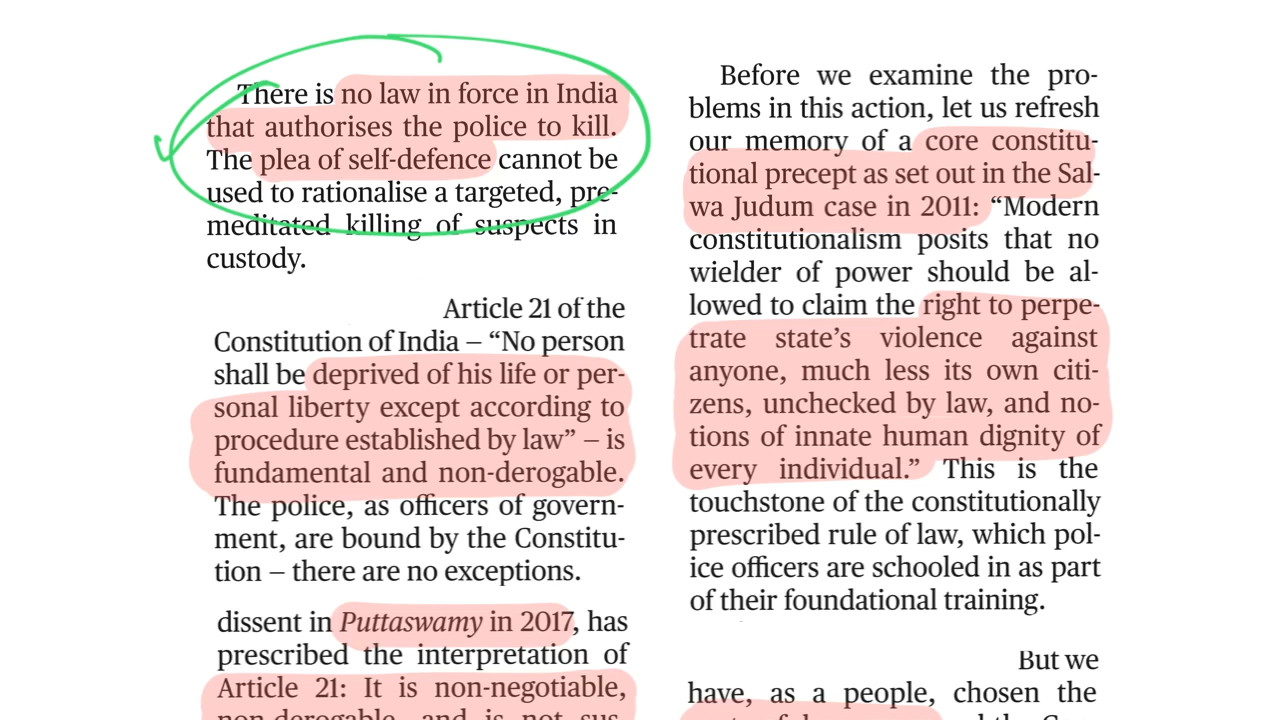 There is no law in force in India
that authorises the police to kill.
The plea of self-defence cannot be
used to rationalise a targeted, pre-
meditated killing of suspects in
custody.
Article 21 of the
Constitution of India – “No person
shall be deprived of his life or per-
sonal liberty except according to
procedure established by law” – is
fundamental and non-derogable.
The police, as officers of govern-
ment, are bound by the Constitu-
tion – there are no exceptions.
dissent in Puttaswamy in 2017, has
prescribed the interpretation of
Article 21: It is non-negotiable,
non-derogable, and is not sus-
Before we examine the pro-
blems in this action, let us refresh
our memory of a core constitu-
tional precept as set out in the Sal-
wa Judum case in 2011: “Modern
constitutionalism posits that no
wielder of power should be al-
lowed to claim the right to perpe-
trate state’s violence against
anyone, much less its own citi-
zens, unchecked by law, and no-
tions of innate human dignity of
every individual.” This is the
touchstone of the constitutionally
prescribed rule of law, which pol-
ice officers are schooled in as part
of their foundational training.
But we
have, as a people, chosen the